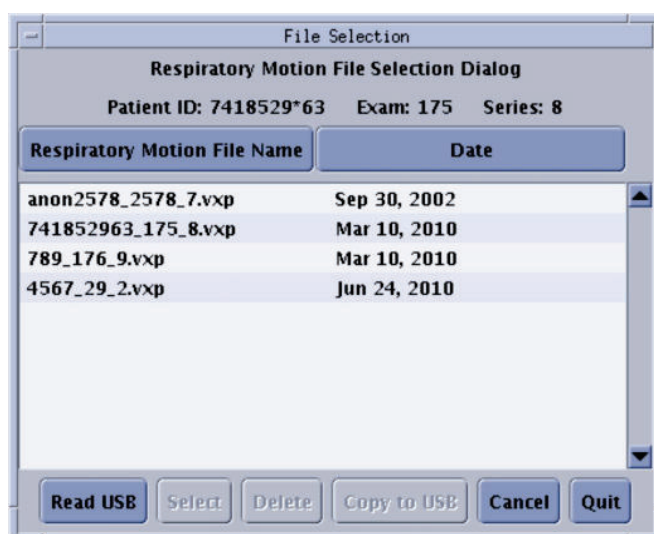 File Selection
Respiratory Motion File Selection Dialog
Patient ID: 7418529*63 Exam: 175 Series: 8
Respiratory Motion File Name Date
anon2578_2578_7.vxp Sep 30, 2002
741852963_175_8.vxp Mar 10, 2010
789_176_9.vxp Mar 10, 2010
4567_29_2.vxp Jun 24, 2010
Read USB Select Delete Copy to USB Cancel Quit